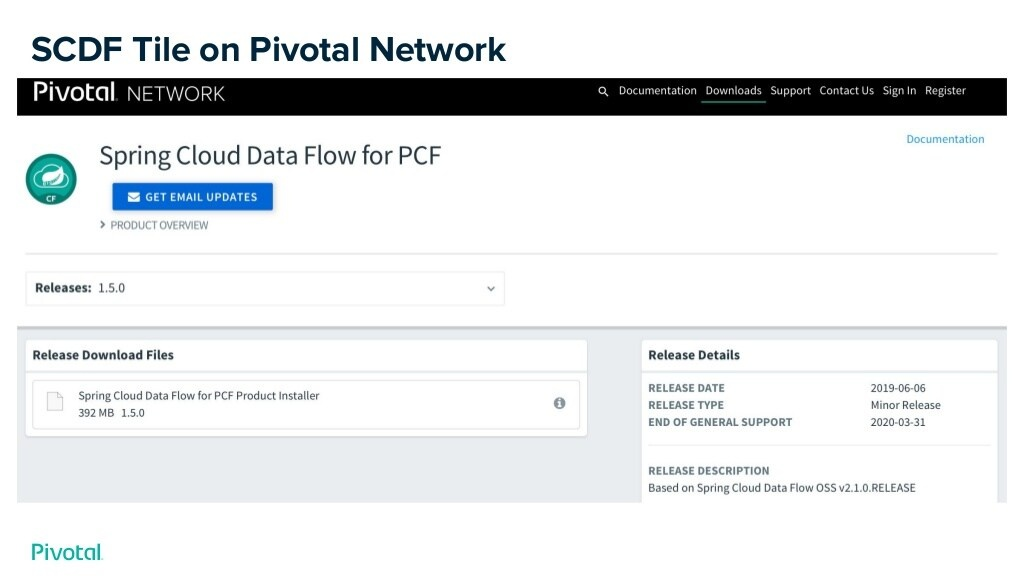 SCDF Tile on Pivotal Network
Pivotal NETWORK
Documentation Downloads Support Contact Us Sign In Register
Documentation
Spring Cloud Data Flow for PCF
CF
GET EMAIL UPDATES
PRODUCT OVERVIEW
Releases: 1.5.0
Release Download Files
Spring Cloud Data Flow for PCF Product Installer
392 MB 1.5.0
Release Details
RELEASE DATE 2019-06-06
RELEASE TYPE Minor Release
END OF GENERAL SUPPORT 2020-03-31
RELEASE DESCRIPTION
Based on Spring Cloud Data Flow OSS v2.1.0.RELEASE
Pivotal